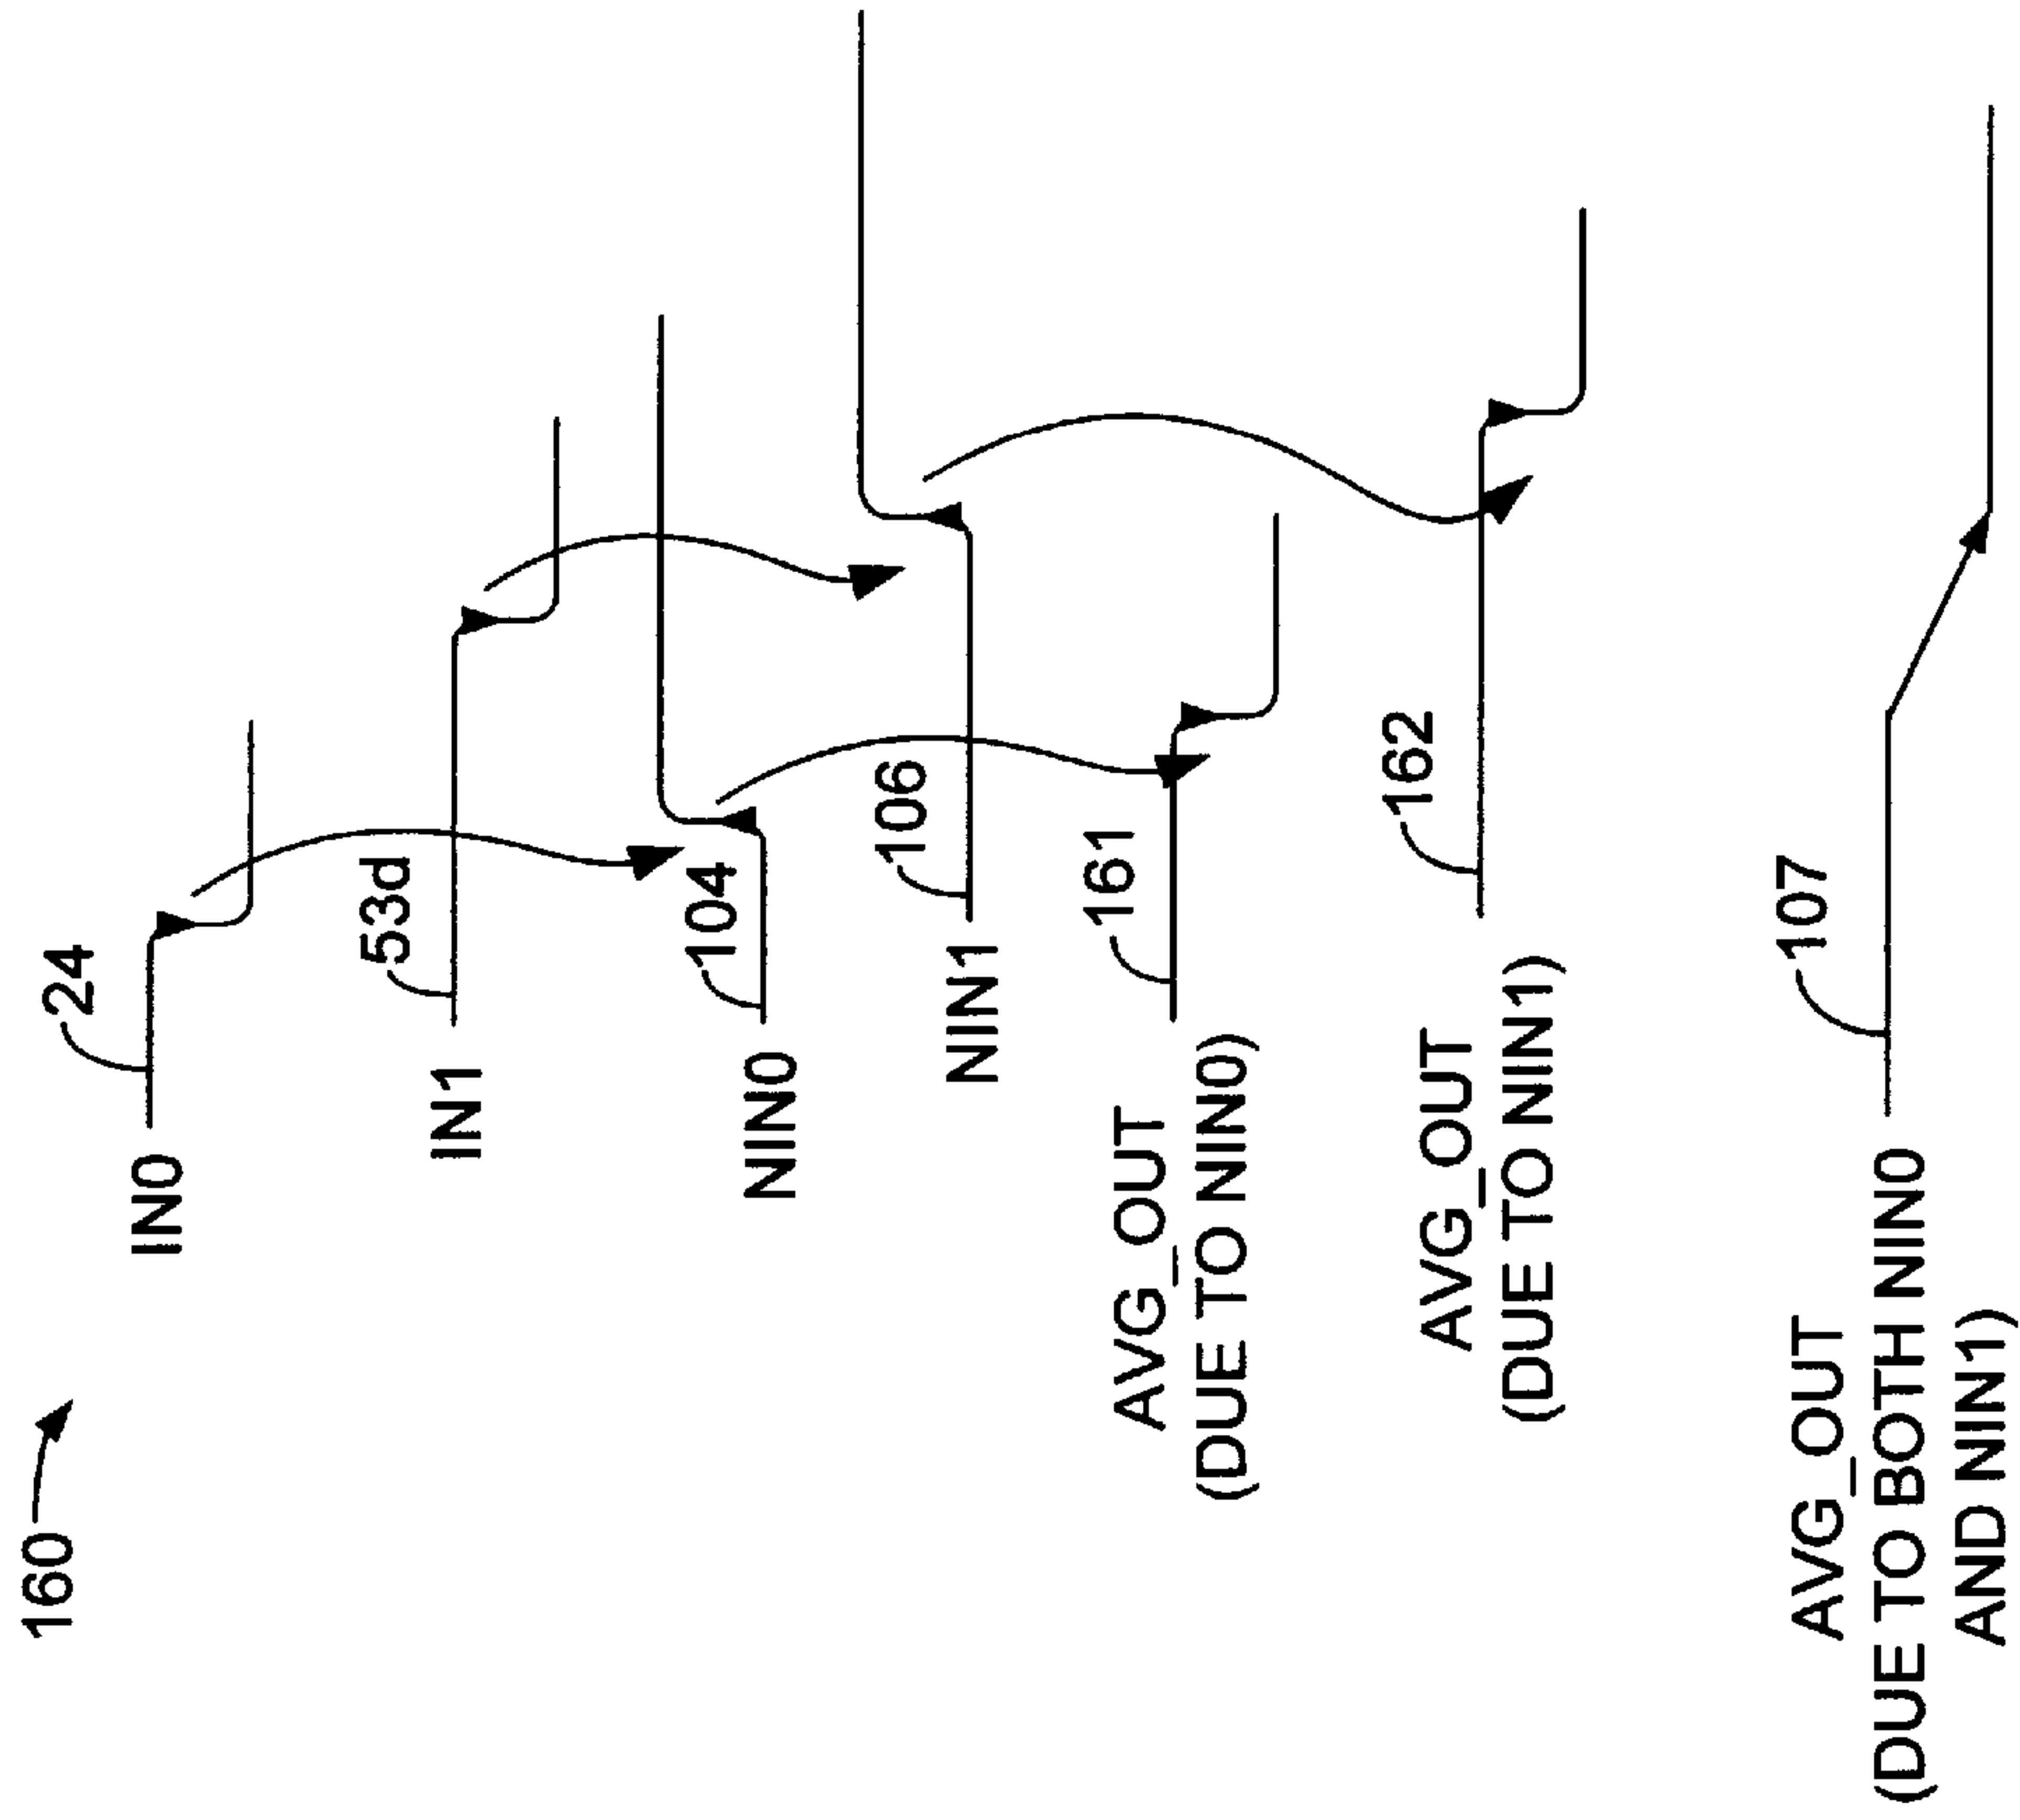 160
IN0
24
IN1
53d
NIN0
104
NIN1
106
AVG_OUT
(DUE TO NIN0)
161
AVG_OUT
(DUE TO NIN1)
162
AVG_OUT
(DUE TO BOTH NIN0
AND NIN1)
107